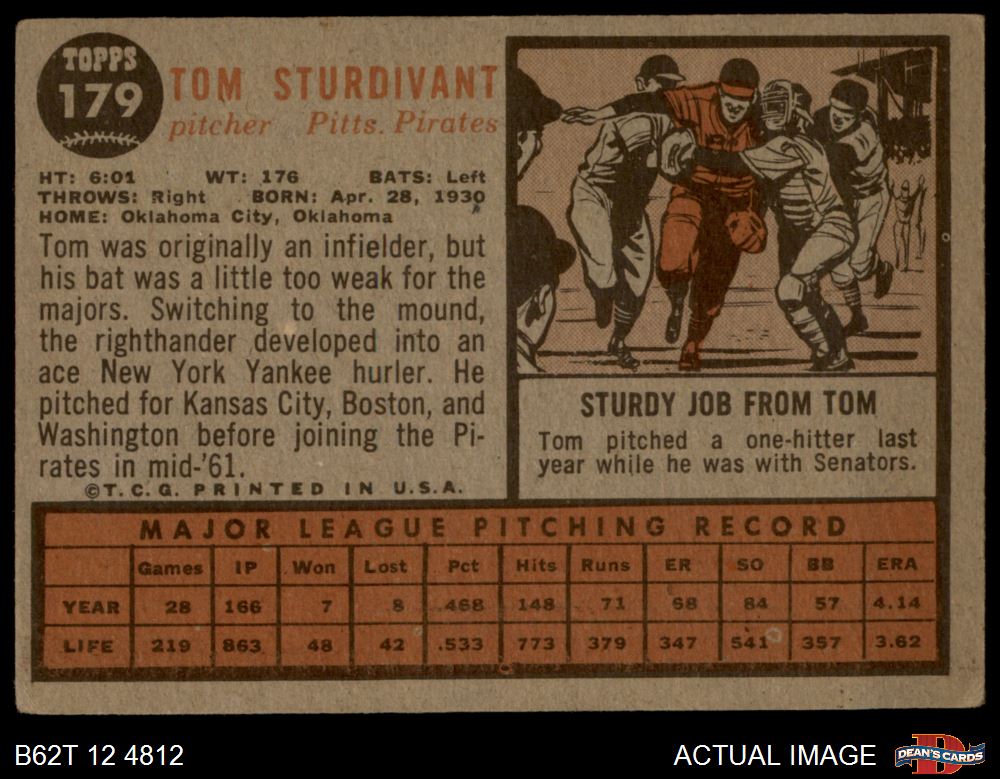 TOPPS
179
TOM STURDIVANT
pitcher Pitts. Pirates
HT: 6:01 WT: 176 BATS: Left
THROWS: Right BORN: Apr. 28, 1930
HOME: Oklahoma City, Oklahoma
Tom was originally an infielder, but
his bat was a little too weak for the
majors. Switching to the mound,
the righthander developed into an
ace New York Yankee hurler. He
pitched for Kansas City, Boston, and
Washington before joining the Pi-
rates in mid-'61.
©T.C.G. PRINTED IN U.S.A.
STURDY JOB FROM TOM
Tom pitched a one-hitter last
year while he was with Senators.
MAJOR LEAGUE PITCHING RECORD
Games IP Won Lost Pct Hits Runs ER SO BB ERA
YEAR 28 166 7 8 .468 148 71 68 84 57 4.14
LIFE 219 863 48 42 .533 773 379 347 541 357 3.62
B62T 12 4812
ACTUAL IMAGE
DEAN'S CARDS